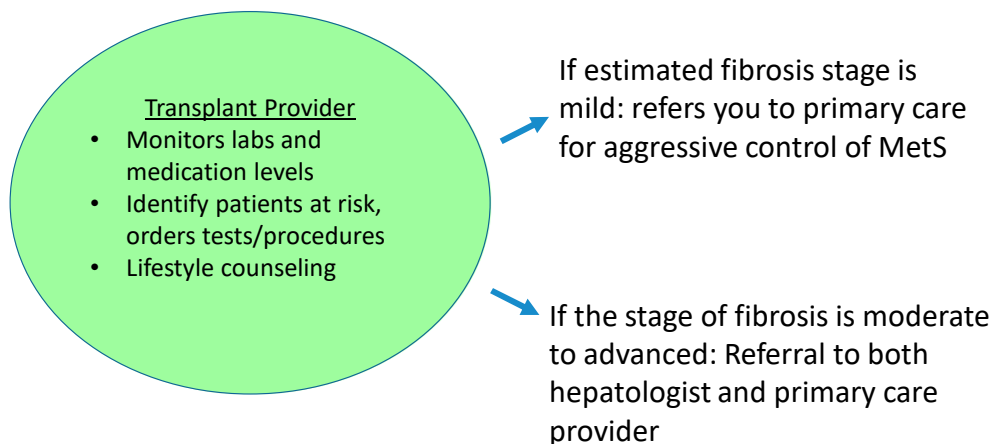 Transplant Provider
• Monitors labs and
medication levels
• Identify patients at risk,
orders tests/procedures
• Lifestyle counseling
If estimated fibrosis stage is
mild: refers you to primary care
for aggressive control of MetS
If the stage of fibrosis is moderate
to advanced: Referral to both
hepatologist and primary care
provider